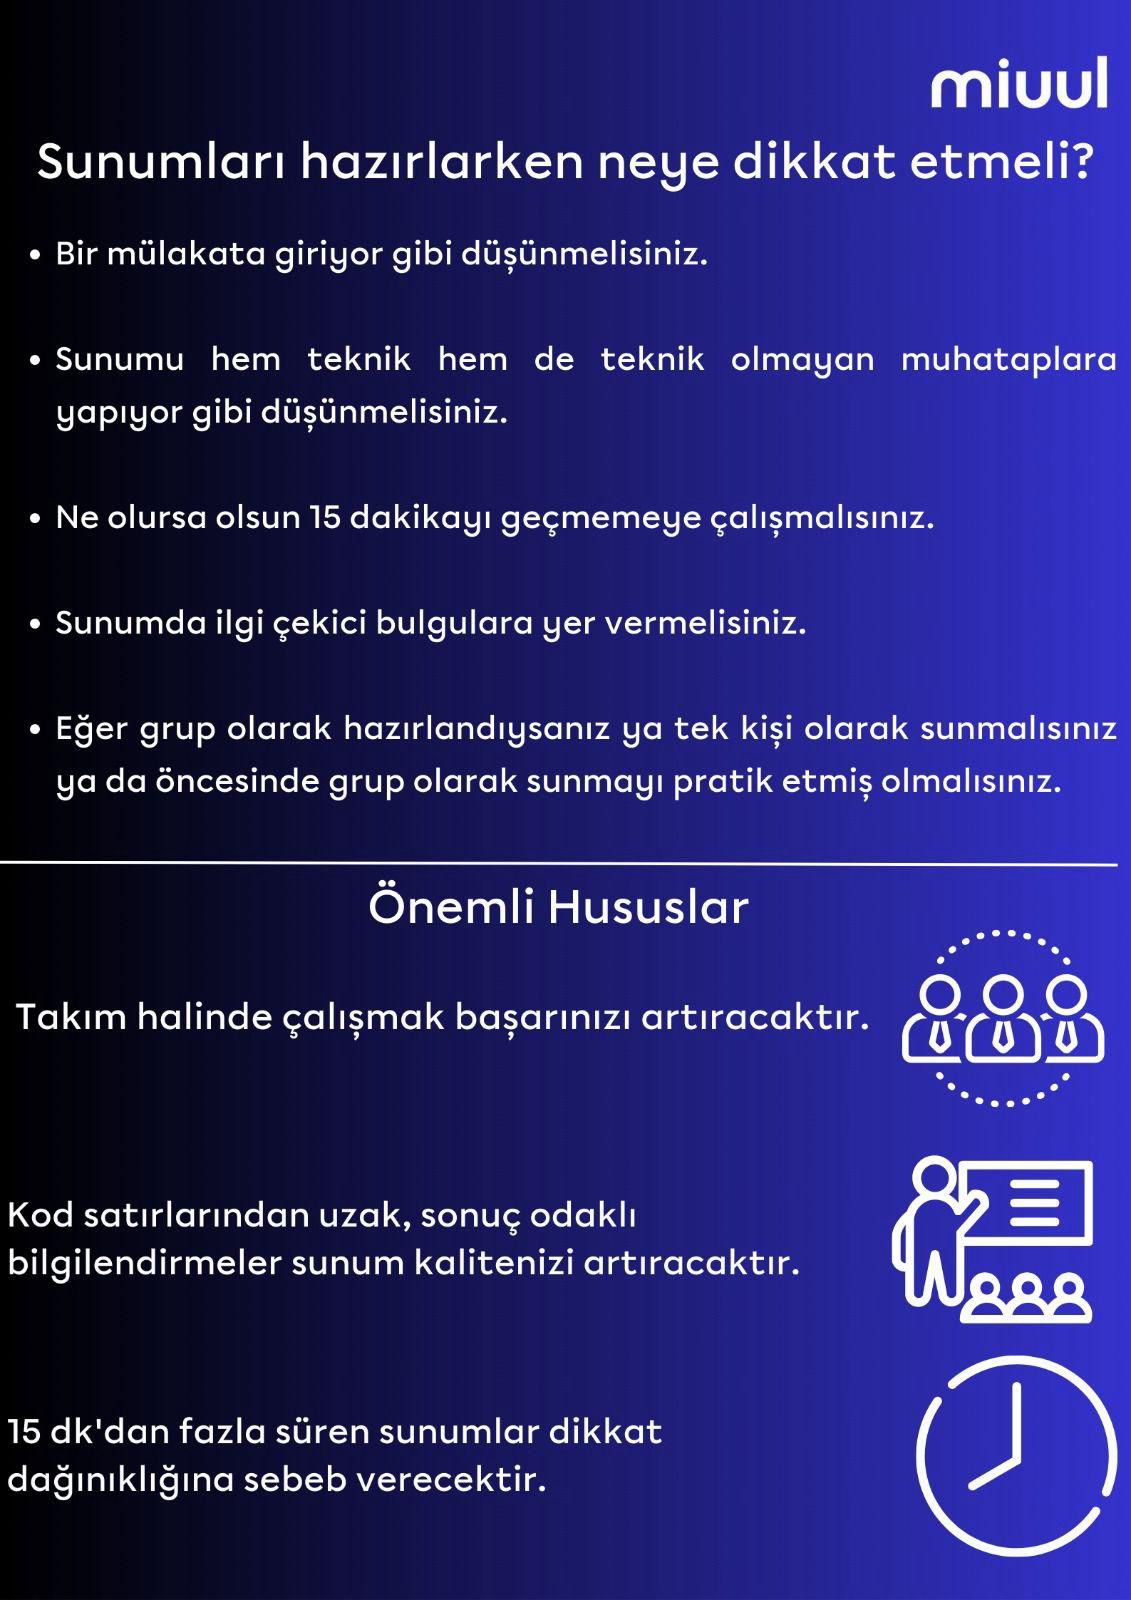 miuul
Sunumları hazırlarken neye dikkat etmeli?
• Bir mülakata giriyor gibi düşünmelisiniz.
• Sunumu hem teknik hem de teknik olmayan muhataplara
yapıyor gibi düşünmelisiniz.
• Ne olursa olsun 15 dakikayı geçmemeye çalışmalısınız.
• Sunumda ilgi çekici bulgulara yer vermelisiniz.
• Eğer grup olarak hazırlandıysanız ya tek kişi olarak sunmalısınız
ya da öncesinde grup olarak sunmayı pratik etmiş olmalısınız.
Önemli Hususlar
Takım halinde çalışmak başarınızı artıracaktır.
Kod satırlarından uzak, sonuç odaklı
bilgilendirmeler sunum kalitenizi artıracaktır.
15 dk'dan fazla süren sunumlar dikkat
dağınıklığına sebeb verecektir.